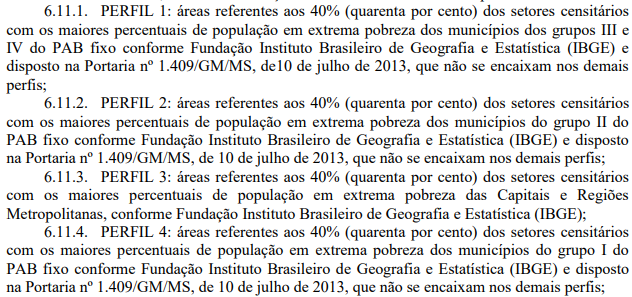 6.11.1. PERFIL 1: áreas referentes aos 40% (quarenta por cento) dos setores censitários
com os maiores percentuais de população em extrema pobreza dos municípios dos grupos III e
IV do PAB fixo conforme Fundação Instituto Brasileiro de Geografia e Estatística (IBGE) e
disposto na Portaria nº 1.409/GM/MS, de10 de julho de 2013, que não se encaixam nos demais
perfis;
6.11.2. PERFIL 2: áreas referentes aos 40% (quarenta por cento) dos setores censitários
com os maiores percentuais de população em extrema pobreza dos municípios do grupo II do
PAB fixo conforme Fundação Instituto Brasileiro de Geografia e Estatística (IBGE) e disposto
na Portaria nº 1.409/GM/MS, de 10 de julho de 2013, que não se encaixam nos demais perfis;
6.11.3. PERFIL 3: áreas referentes aos 40% (quarenta por cento) dos setores censitários
com os maiores percentuais de população em extrema pobreza das Capitais e Regiões
Metropolitanas, conforme Fundação Instituto Brasileiro de Geografia e Estatística (IBGE);
6.11.4. PERFIL 4: áreas referentes aos 40% (quarenta por cento) dos setores censitários
com os maiores percentuais de população em extrema pobreza dos municípios do grupo I do
PAB fixo conforme Fundação Instituto Brasileiro de Geografia e Estatística (IBGE) e disposto
na Portaria nº 1.409/GM/MS, de 10 de julho de 2013, que não se encaixam nos demais perfis;